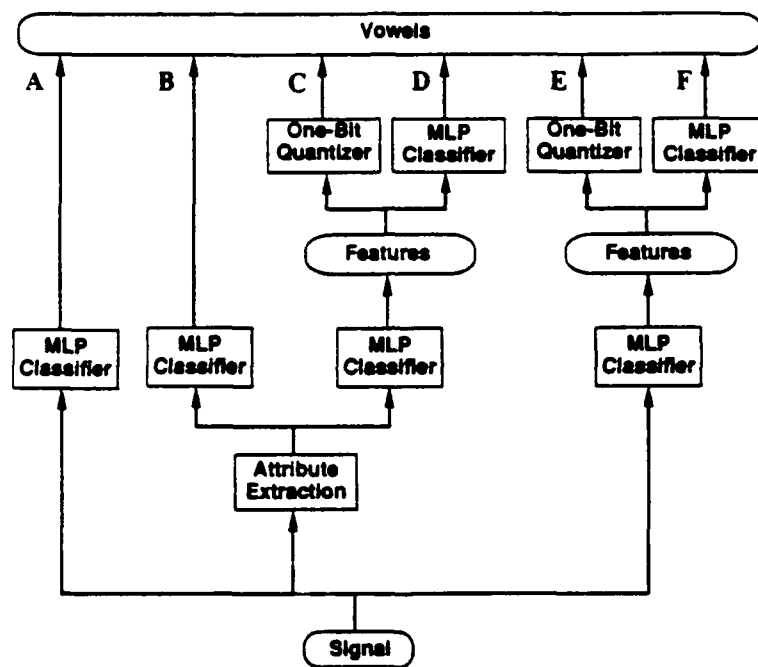 Vowels
A B C D E F
One-Bit
Quantizer
MLP
Classifier
One-Bit
Quantizer
MLP
Classifier
Features
Features
MLP
Classifier
MLP
Classifier
MLP
Classifier
MLP
Classifier
Attribute
Extraction
Signal